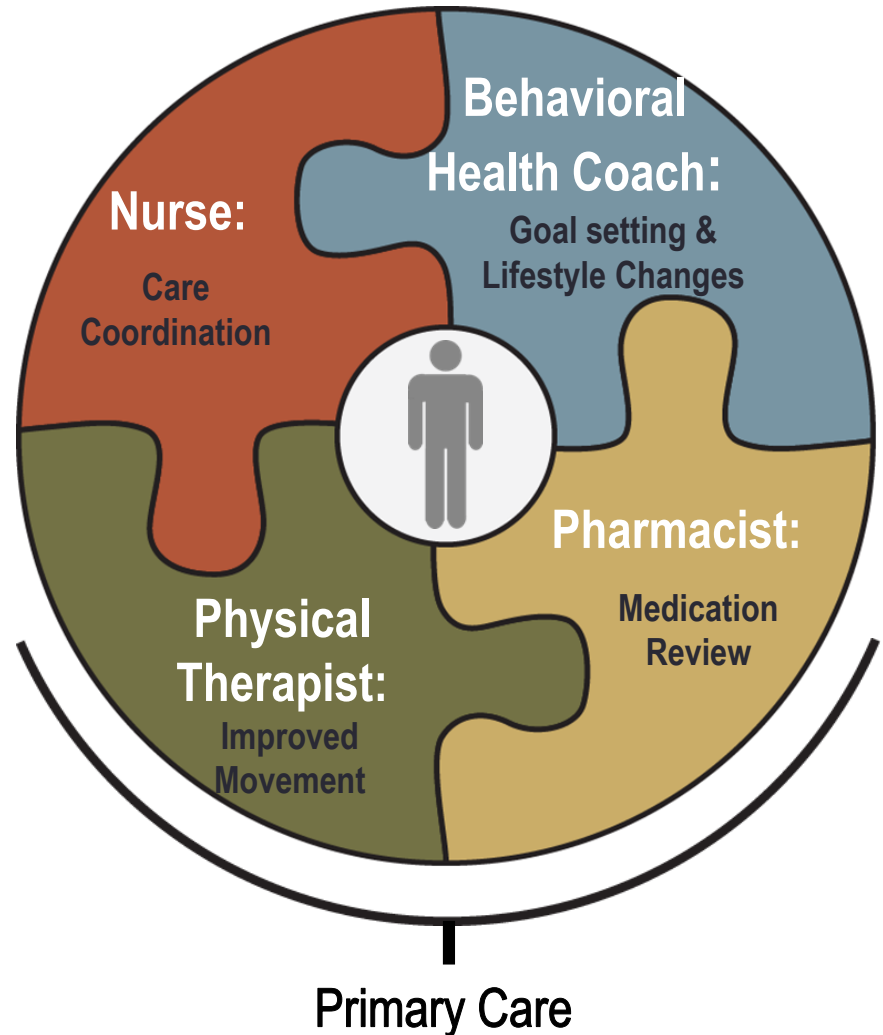 Nurse:
Care
Coordination
Behavioral
Health Coach:
Goal setting &
Lifestyle Changes
Physical
Therapist:
Improved
Movement
Pharmacist:
Medication
Review
Primary Care